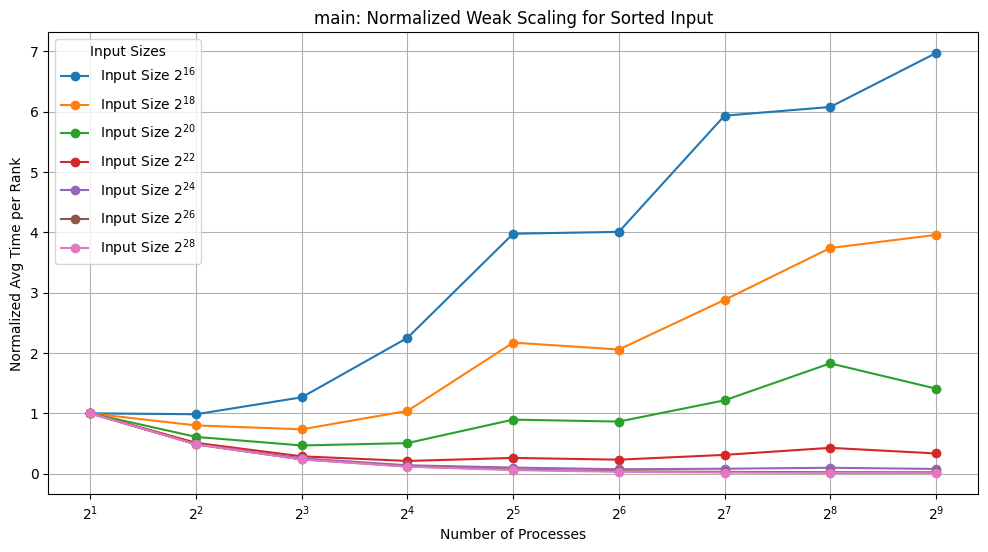 main: Normalized Weak Scaling for Sorted Input
Input Sizes
Input Size 2^16
Input Size 2^18
Input Size 2^20
Input Size 2^22
Input Size 2^24
Input Size 2^26
Input Size 2^28
Normalized Avg Time per Rank
7
6
5
4
3
2
1
0
2^1 2^2 2^3 2^4 2^5 2^6 2^7 2^8 2^9
Number of Processes